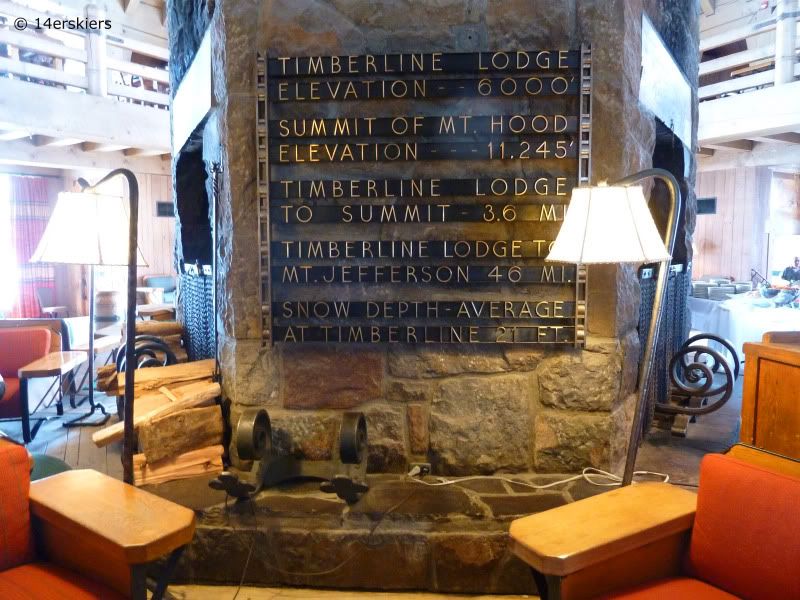 © 14erskiers
TIMBERLINE LODGE
ELEVATION -- 6000'
SUMMIT OF MT. HOOD
ELEVATION -- 11.245'
TIMBERLINE LODGE
TO SUMMIT - 3.6 MI.
TIMBERLINE LODGE TO
MT. JEFFERSON 46 MI.
SNOW DEPTH-AVERAGE
AT TIMBERLINE 21 FT.